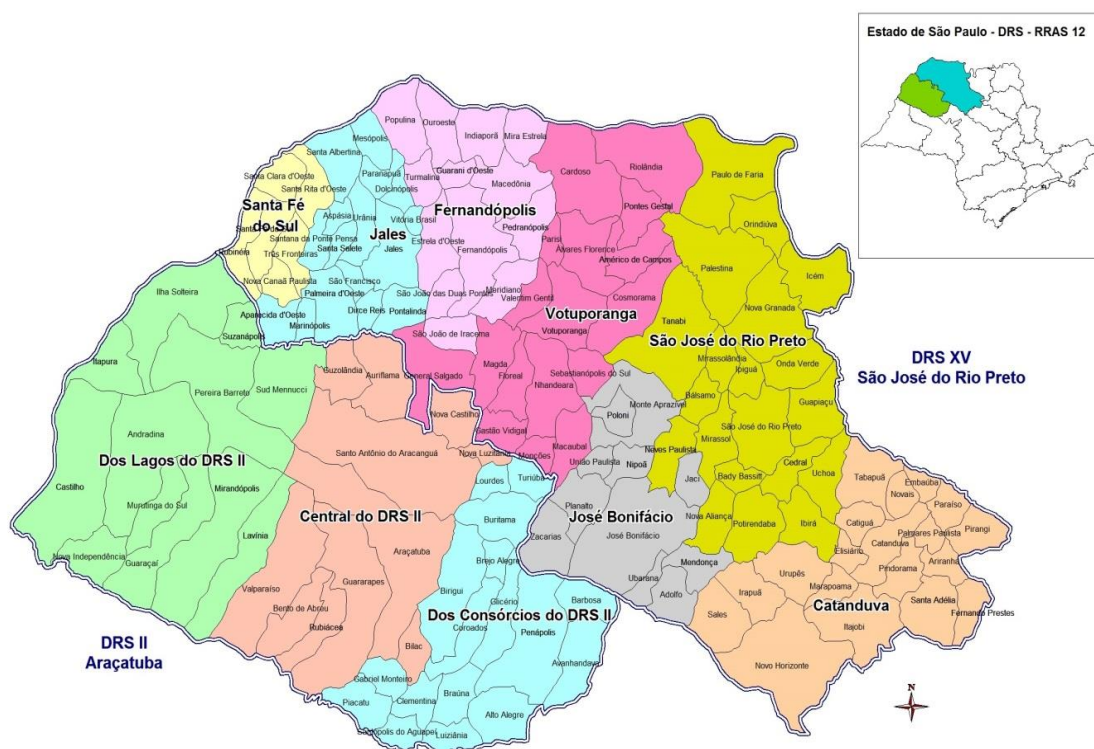 Estado de São Paulo - DRS - RRAS 12
Populina
Ouroeste
Indiaporã
Mira Estrela
Mesópolis
Santa Albertina
Paranapuã
Turmalina
Guarani d'Oeste
Macedônia
Cardoso
Riolândia
Paulo de Faria
Santa Clara d'Oeste
Santa Rita d'Oeste
Dolcinópolis
Pontes Gestal
Santa Fé
do Sul
Aspásia
Urânia
Vitória Brasil
Fernandópolis
Pedranópolis
Orindiúva
Santana da Ponte Pensa
Santa Salete
Jales
Jales
Estrela d'Oeste
Fernandópolis
Parisi
Álvares Florence
Américo de Campos
Rubinéia
Três Fronteiras
Palestina
Icém
Nova Canaã Paulista
São Francisco
Palmeira d'Oeste
São João das Duas Pontes
Meridiano
Valentim Gentil
Cosmorama
Nova Granada
Ilha Solteira
Aparecida d'Oeste
Marinópolis
Dirce Reis
Pontalinda
Votuporanga
Votuporanga
Tanabi
Suzanápolis
São João de Iracema
São José do Rio Preto
Mirassolândia
Ipiguá
Onda Verde
DRS XV
São José do Rio Preto
Itapura
Guzolândia
Auriflama
General Salgado
Magda
Floreal
Sebastianópolis do Sul
Nhandeara
Pereira Barreto
Sud Mennucci
Bálsamo
Guapiaçu
Nova Castilho
Poloni
Monte Aprazível
São José do Rio Preto
Andradina
Gastão Vidigal
Macaubal
Neves Paulista
Mirassol
Santo Antônio do Aracanguá
Nova Luzitânia
Monções
União Paulista
Nipoã
Cedral
Uchoa
Dos Lagos do DRS II
Lourdes
Turiúba
Jaci
Bady Bassitt
Tabapuã
Embaúba
Castilho
Mirandópolis
Planalto
Novais
Paraíso
Murutinga do Sul
Central do DRS II
Buritama
José Bonifácio
Nova Aliança
Potirendaba
Ibirá
Catiguá
Pirangi
Lavínia
Zacarias
José Bonifácio
Catanduva
Palmares Paulista
Nova Independência
Guaraçaí
Araçatuba
Brejo Alegre
Mendonça
Elisiário
Ariranha
Valparaíso
Guararapes
Birigui
Ubarana
Adolfo
Urupês
Marapoama
Pindorama
Bento de Abreu
Glicério
Barbosa
Irapuã
Catanduva
Santa Adélia
Fernando Prestes
Rubiácea
Dos Consórcios do DRS II
Coroados
Penápolis
Sales
Itajobi
DRS II
Araçatuba
Bilac
Avanhandava
Novo Horizonte
Gabriel Monteiro
Piacatu
Clementina
Braúna
Alto Alegre
Santópolis do Aguapeí
Luiziânia
N